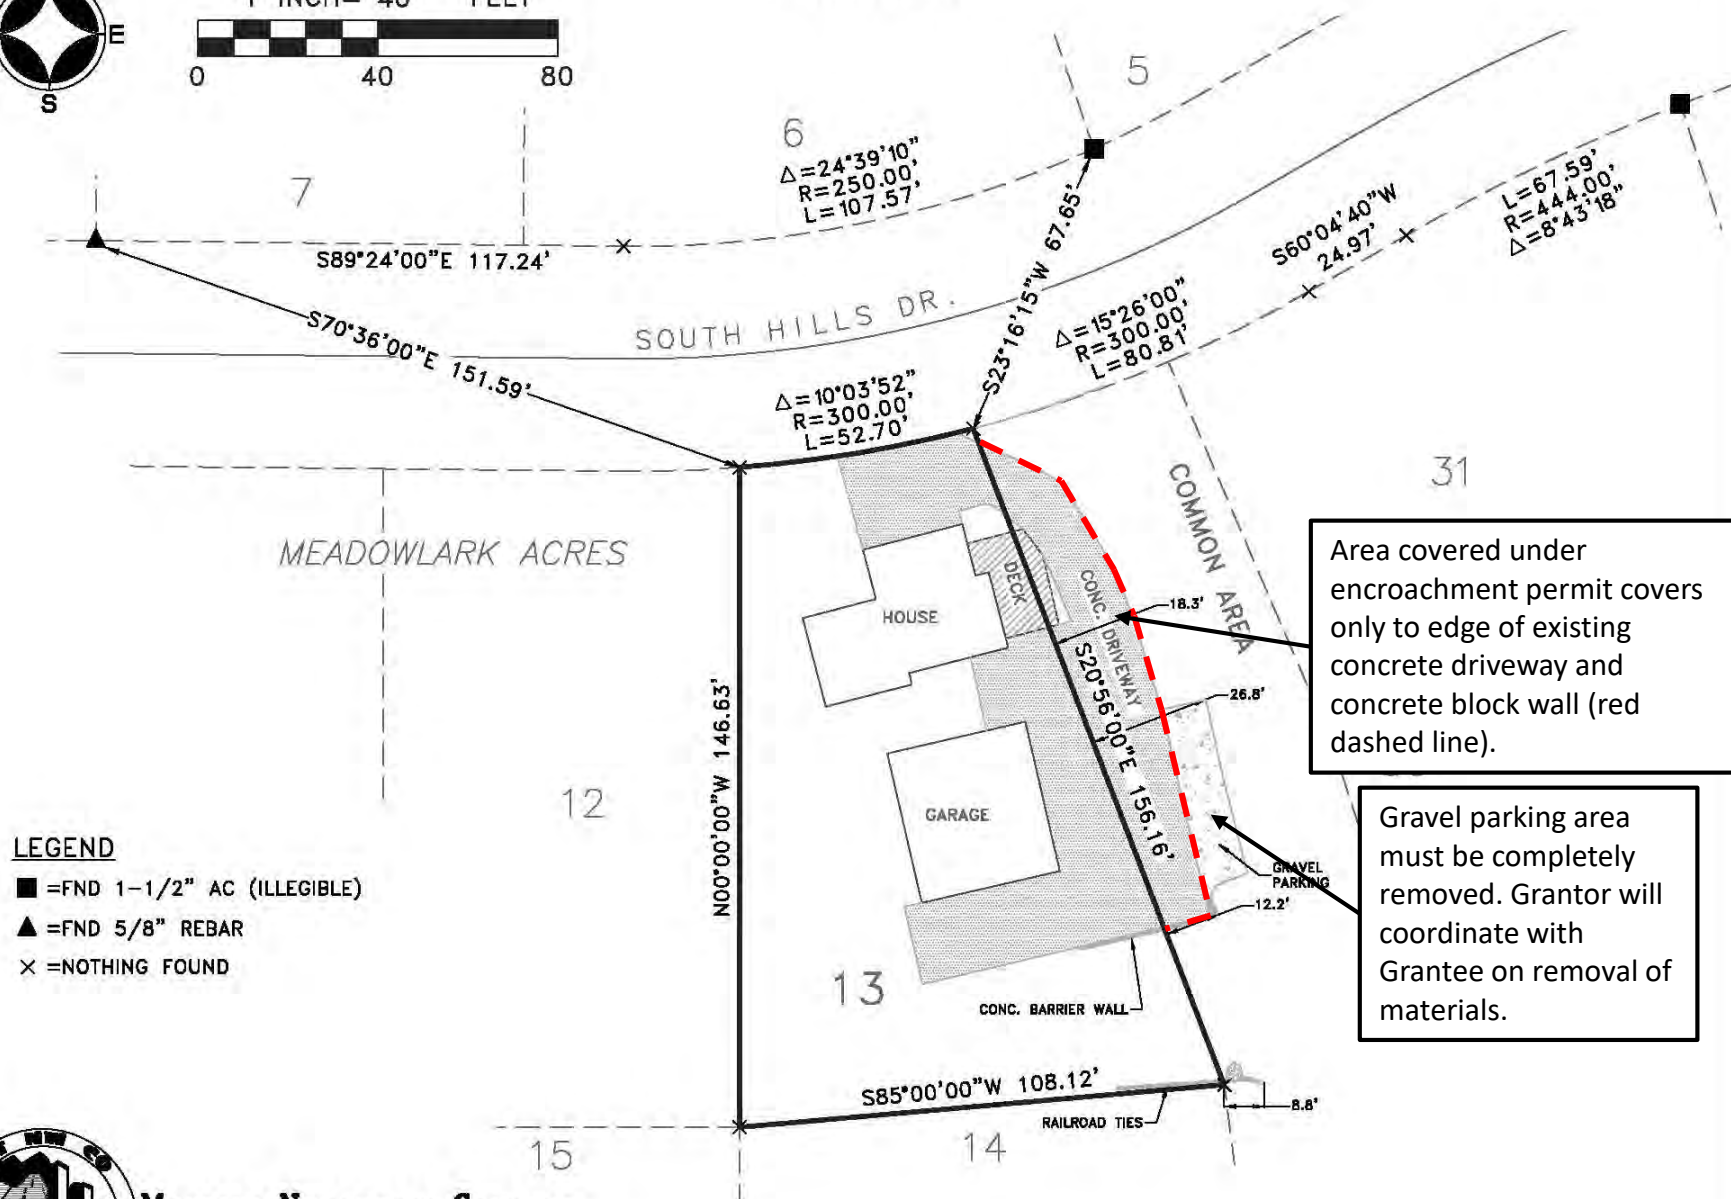 1 INCH= 40 FEET
E
S
0 40 80
5
6
Δ=24°39'10"
R=250.00'
L=107.57'
7
S89°24'00"E 117.24'
S23°16'15"W 67.65'
S60°04'40"W
24.97'
L=67.59'
R=444.00'
Δ=8°43'18"
SOUTH HILLS DR.
S70°36'00"E 151.59'
Δ=15°26'00"
R=300.00'
L=80.81'
Δ=10°03'52"
R=300.00'
L=52.70'
COMMON AREA
31
MEADOWLARK ACRES
DECK
CONC. DRIVEWAY
HOUSE
18.3'
26.8'
S20°56'00"E 156.16'
N00°00'00"W 146.63'
Area covered under
encroachment permit covers
only to edge of existing
concrete driveway and
concrete block wall (red
dashed line).
12
GARAGE
GRAVEL
PARKING
12.2'
Gravel parking area
must be completely
removed. Grantor will
coordinate with
Grantee on removal of
materials.
LEGEND
■ =FND 1-1/2" AC (ILLEGIBLE)
▲ =FND 5/8" REBAR
× =NOTHING FOUND
13
CONC. BARRIER WALL
S85°00'00"W 108.12'
RAILROAD TIES
8.8'
15
14